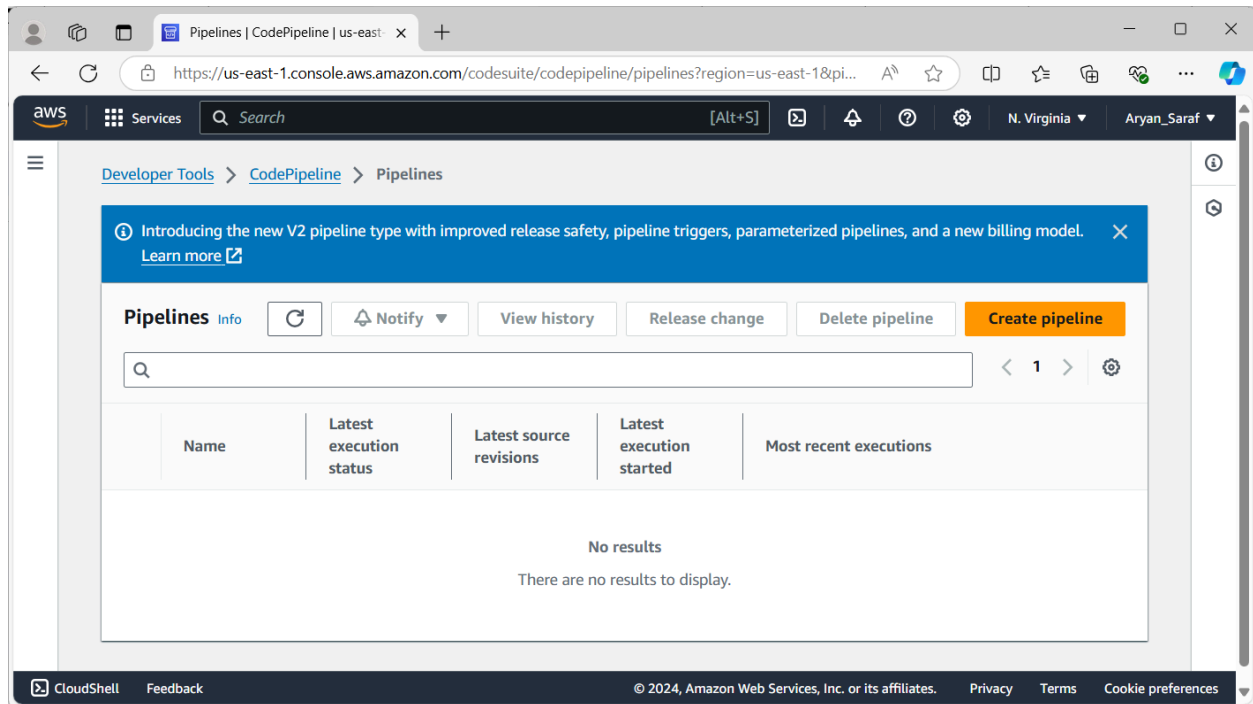 Pipelines | CodePipeline | us-east-
https://us-east-1.console.aws.amazon.com/codesuite/codepipeline/pipelines?region=us-east-1&pi...
aws Services Search [Alt+S] N. Virginia ▼ Aryan_Saraf ▼
Developer Tools > CodePipeline > Pipelines
Introducing the new V2 pipeline type with improved release safety, pipeline triggers, parameterized pipelines, and a new billing model.
Learn more
Pipelines Info Notify ▼ View history Release change Delete pipeline Create pipeline
< 1 >
Name
Latest
execution
status
Latest source
revisions
Latest
execution
started
Most recent executions
No results
There are no results to display.
CloudShell Feedback © 2024, Amazon Web Services, Inc. or its affiliates. Privacy Terms Cookie preferences